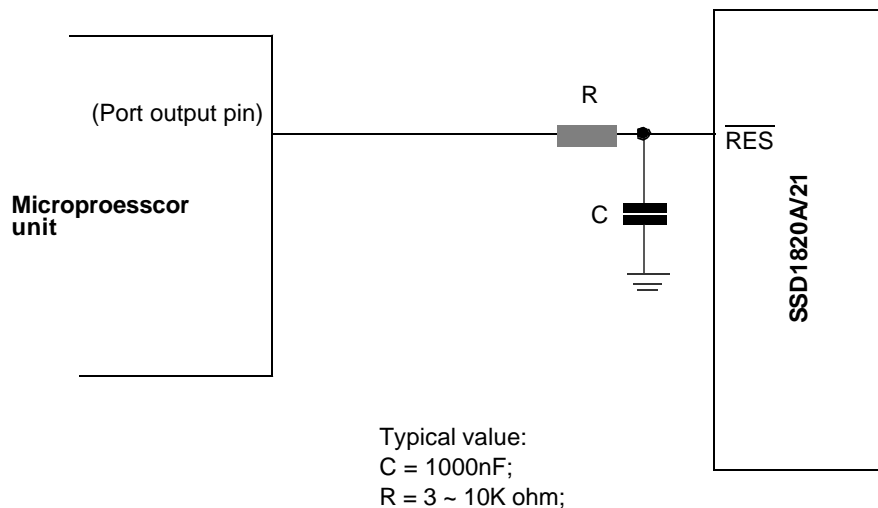 R
(Port output pin)
RES
Microproesscor
unit
C
SSD1820A/21
Typical value:
C = 1000nF;
R = 3 ~ 10K ohm;